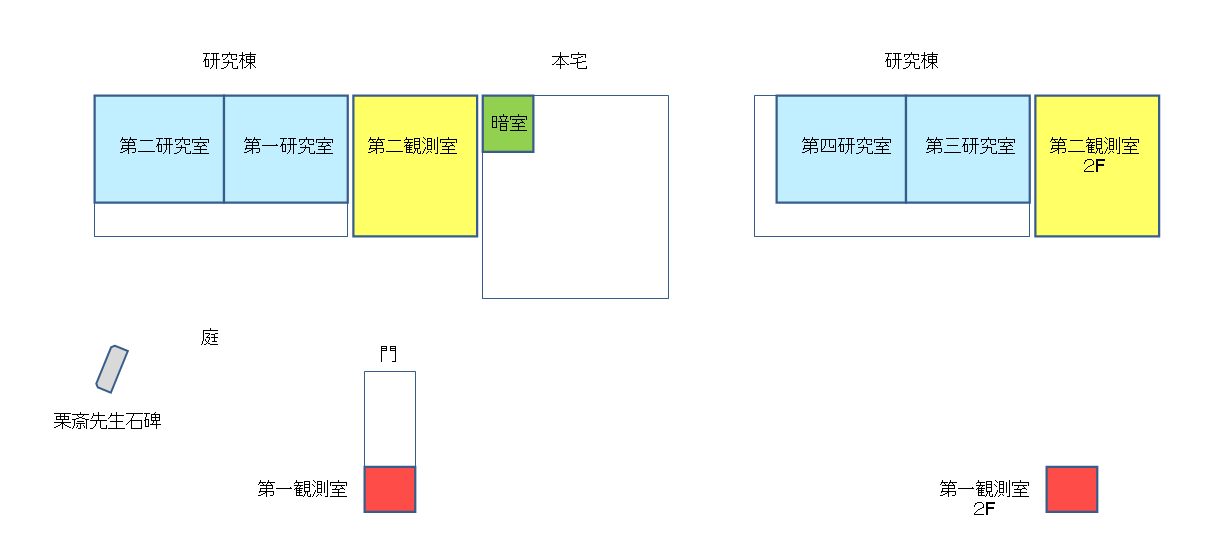 研究棟
本宅
研究棟
第二研究室
第一研究室
第二観測室
暗室
第四研究室
第三研究室
第二観測室
２F
庭
門
栗斎先生石碑
第一観測室
第一観測室
２F